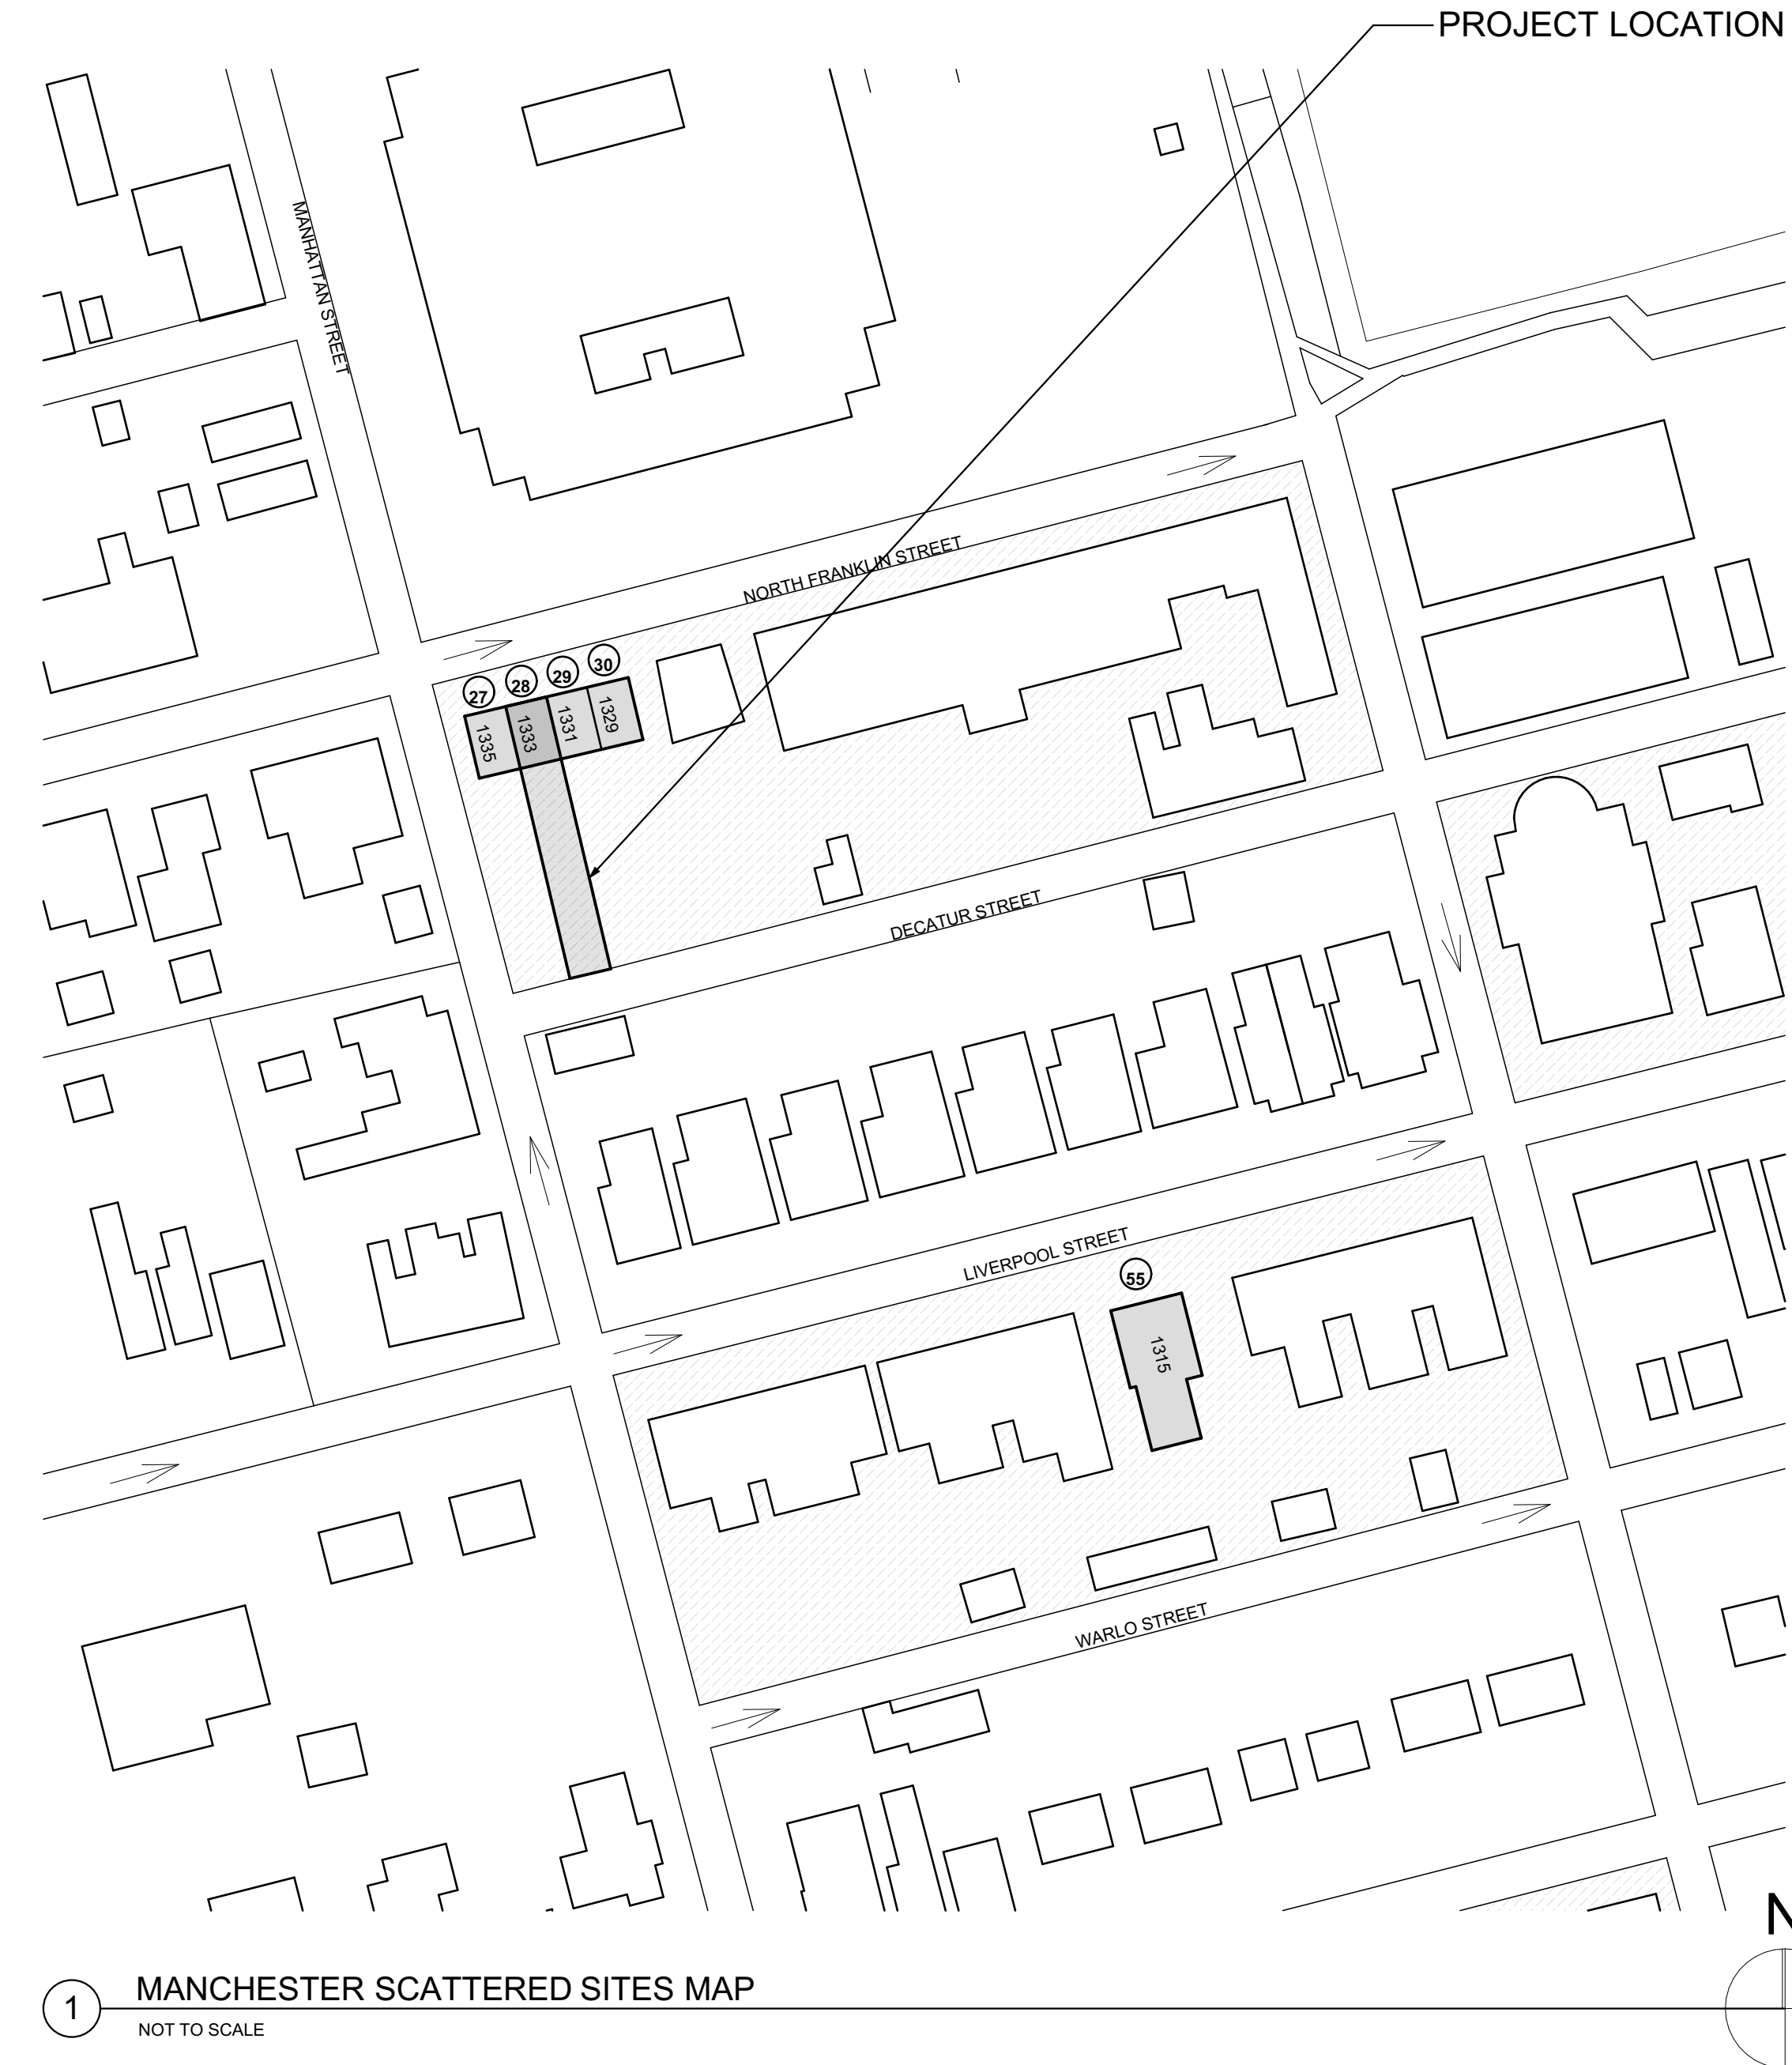 PROJECT LOCATION
MANHATTAN STREET
NORTH FRANKLIN STREET
27
28
29
30
1335
1333
1331
1329
DECATUR STREET
LIVERPOOL STREET
55
1315
WARLO STREET
N
1
MANCHESTER SCATTERED SITES MAP
NOT TO SCALE